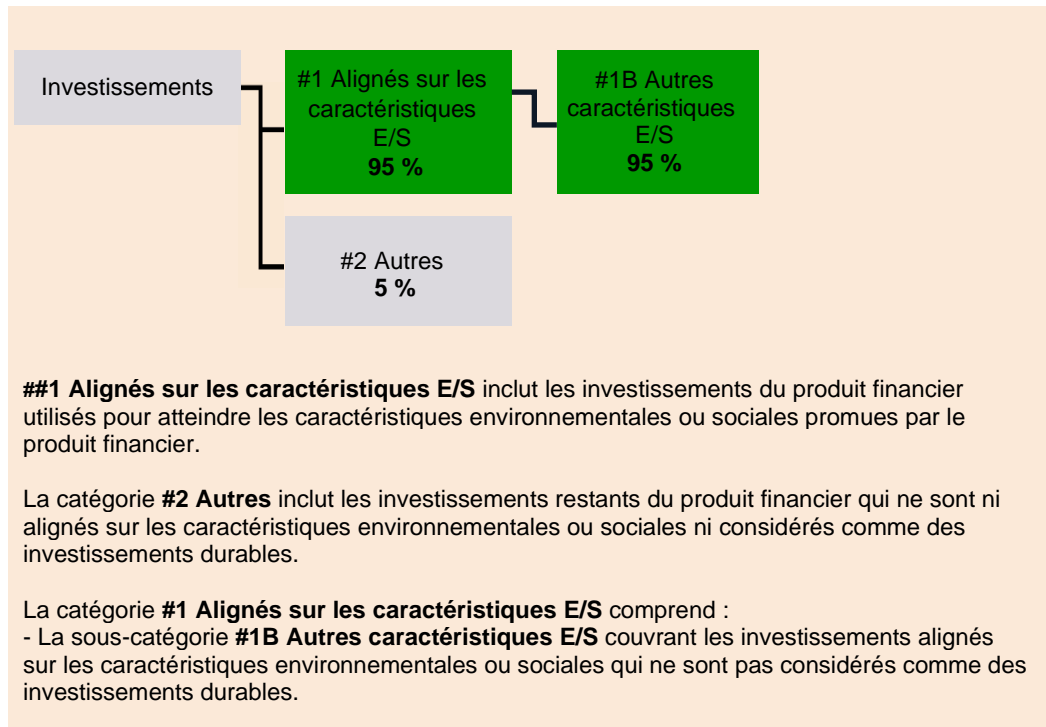 Investissements
#1 Alignés sur les
caractéristiques
E/S
95 %
#1B Autres
caractéristiques
E/S
95 %
#2 Autres
5 %
##1 Alignés sur les caractéristiques E/S inclut les investissements du produit financier
utilisés pour atteindre les caractéristiques environnementales ou sociales promues par le
produit financier.
La catégorie #2 Autres inclut les investissements restants du produit financier qui ne sont ni
alignés sur les caractéristiques environnementales ou sociales ni considérés comme des
investissements durables.
La catégorie #1 Alignés sur les caractéristiques E/S comprend :
- La sous-catégorie #1B Autres caractéristiques E/S couvrant les investissements alignés
sur les caractéristiques environnementales ou sociales qui ne sont pas considérés comme des
investissements durables.